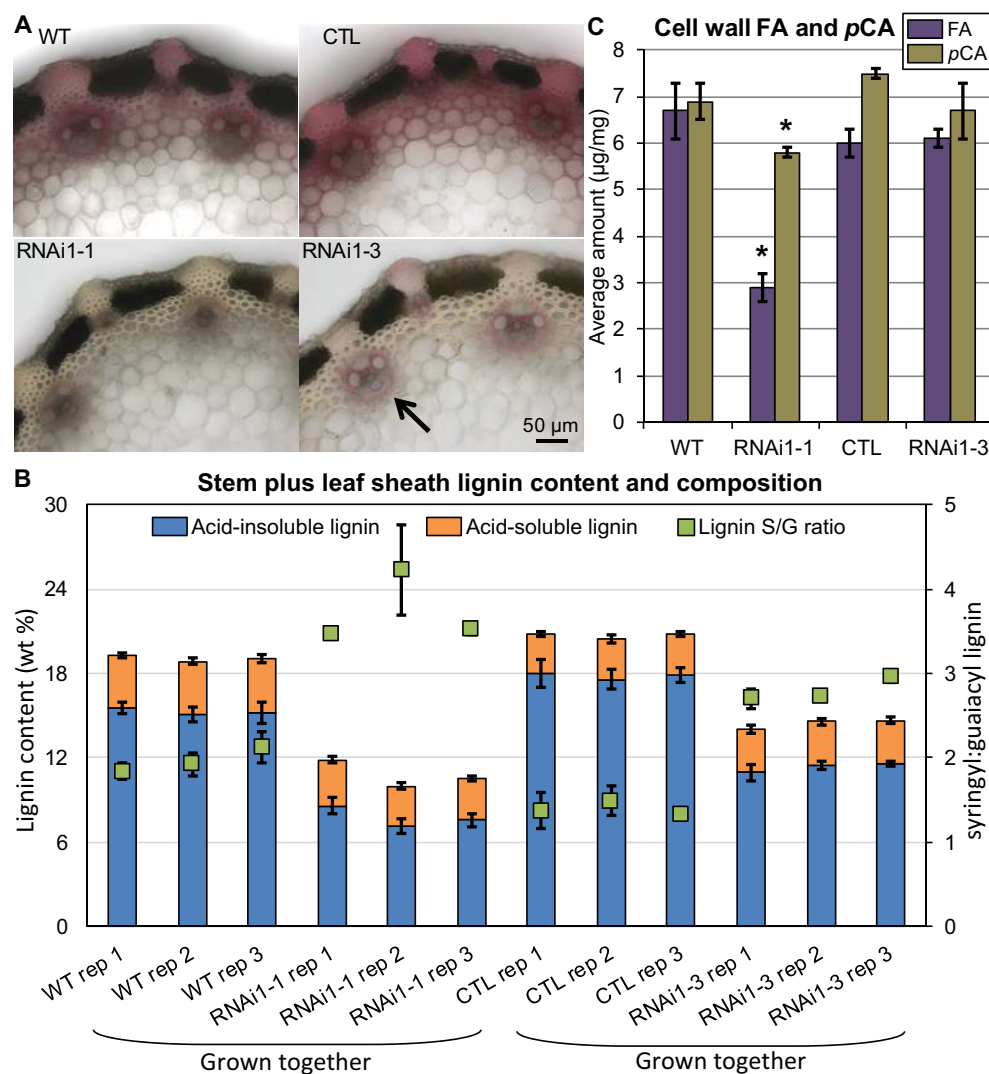 A
WT
CTL
RNAi1-1
RNAi1-3
50 µm
C
Cell wall FA and pCA
FA
pCA
Average amount (µg/mg)
8
7
6
5
4
3
2
1
0
WT
RNAi1-1
CTL
RNAi1-3
*
*
B
Stem plus leaf sheath lignin content and composition
Acid-insoluble lignin
Acid-soluble lignin
Lignin S/G ratio
Lignin content (wt %)
30
24
18
12
6
0
syringyl:guaiacyl lignin
5
4
3
2
1
0
WT rep 1
WT rep 2
WT rep 3
RNAi1-1 rep 1
RNAi1-1 rep 2
RNAi1-1 rep 3
CTL rep 1
CTL rep 2
CTL rep 3
RNAi1-3 rep 1
RNAi1-3 rep 2
RNAi1-3 rep 3
Grown together
Grown together